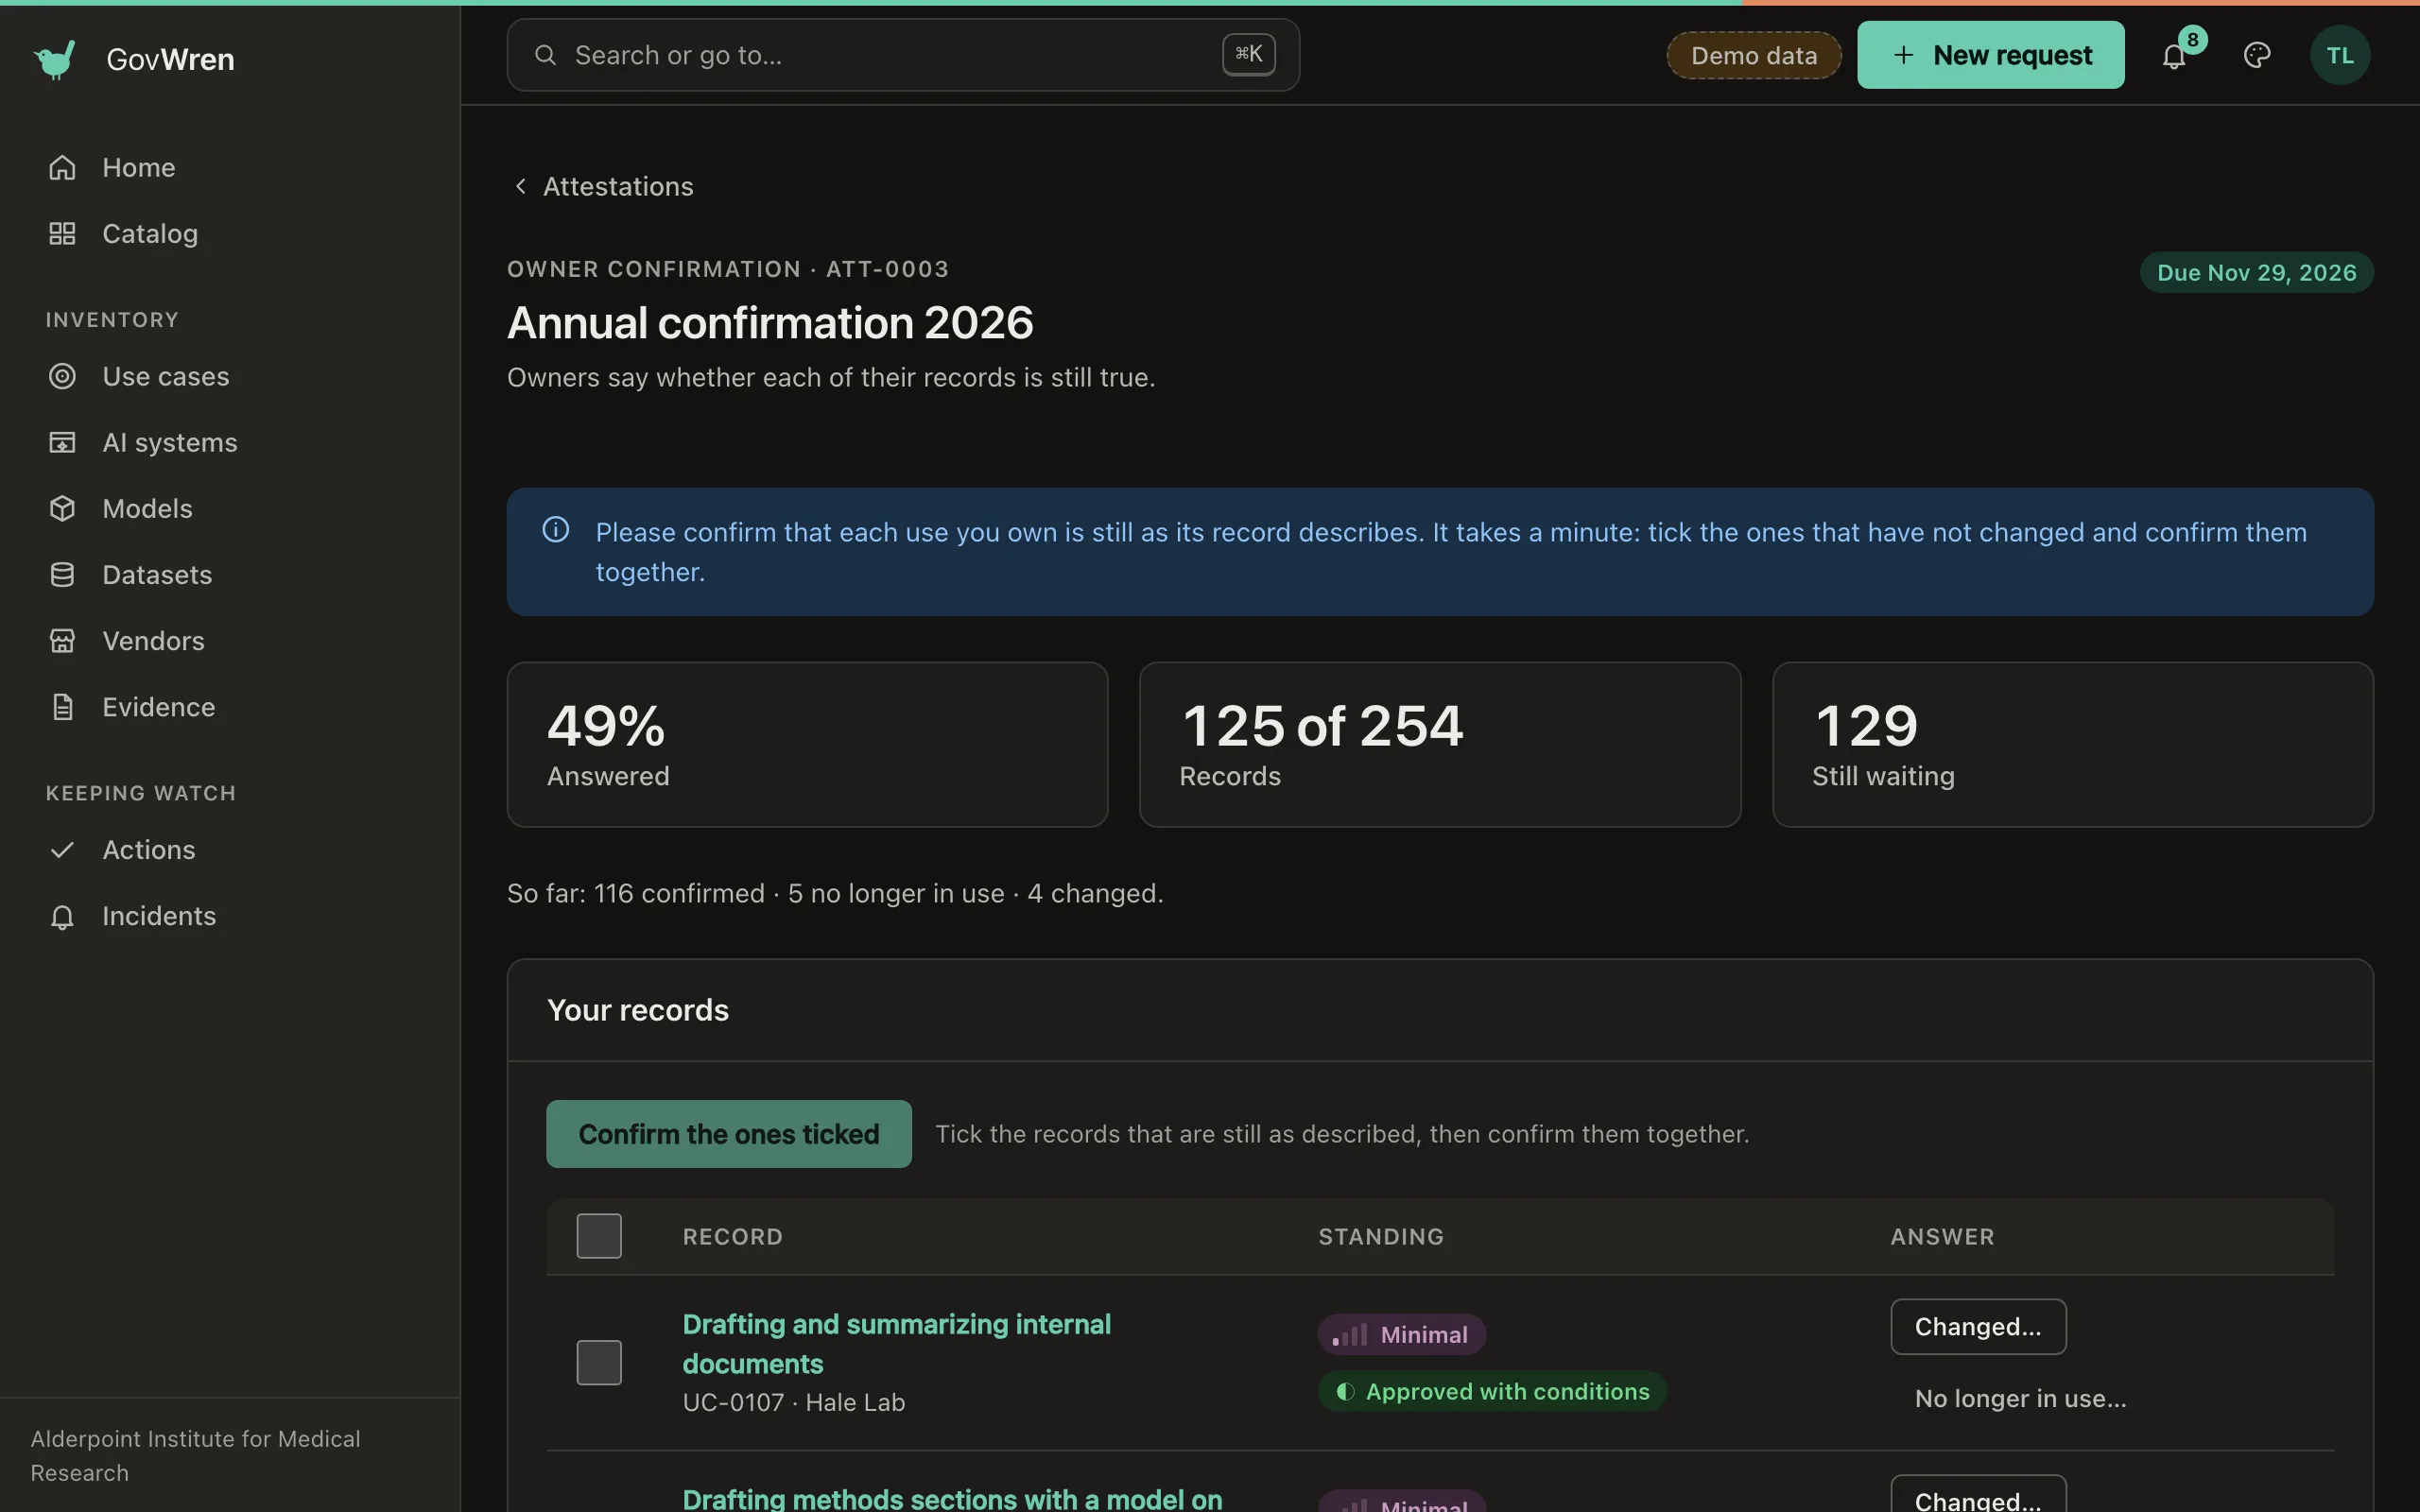 GovWren
Search or go to...
⌘K
Demo data
+ New request
8
TL
Home
Catalog
INVENTORY
Use cases
AI systems
Models
Datasets
Vendors
Evidence
KEEPING WATCH
Actions
Incidents
Alderpoint Institute for Medical
Research
Attestations
OWNER CONFIRMATION · ATT-0003
Due Nov 29, 2026
Annual confirmation 2026
Owners say whether each of their records is still true.
Please confirm that each use you own is still as its record describes. It takes a minute: tick the ones that have not changed and confirm them
together.
49%
Answered
125 of 254
Records
129
Still waiting
So far: 116 confirmed · 5 no longer in use · 4 changed.
Your records
Confirm the ones ticked
Tick the records that are still as described, then confirm them together.
RECORD
STANDING
ANSWER
Drafting and summarizing internal
documents
UC-0107 · Hale Lab
Minimal
Approved with conditions
Changed...
No longer in use...
Drafting methods sections with a model on
Minimal
Changed...